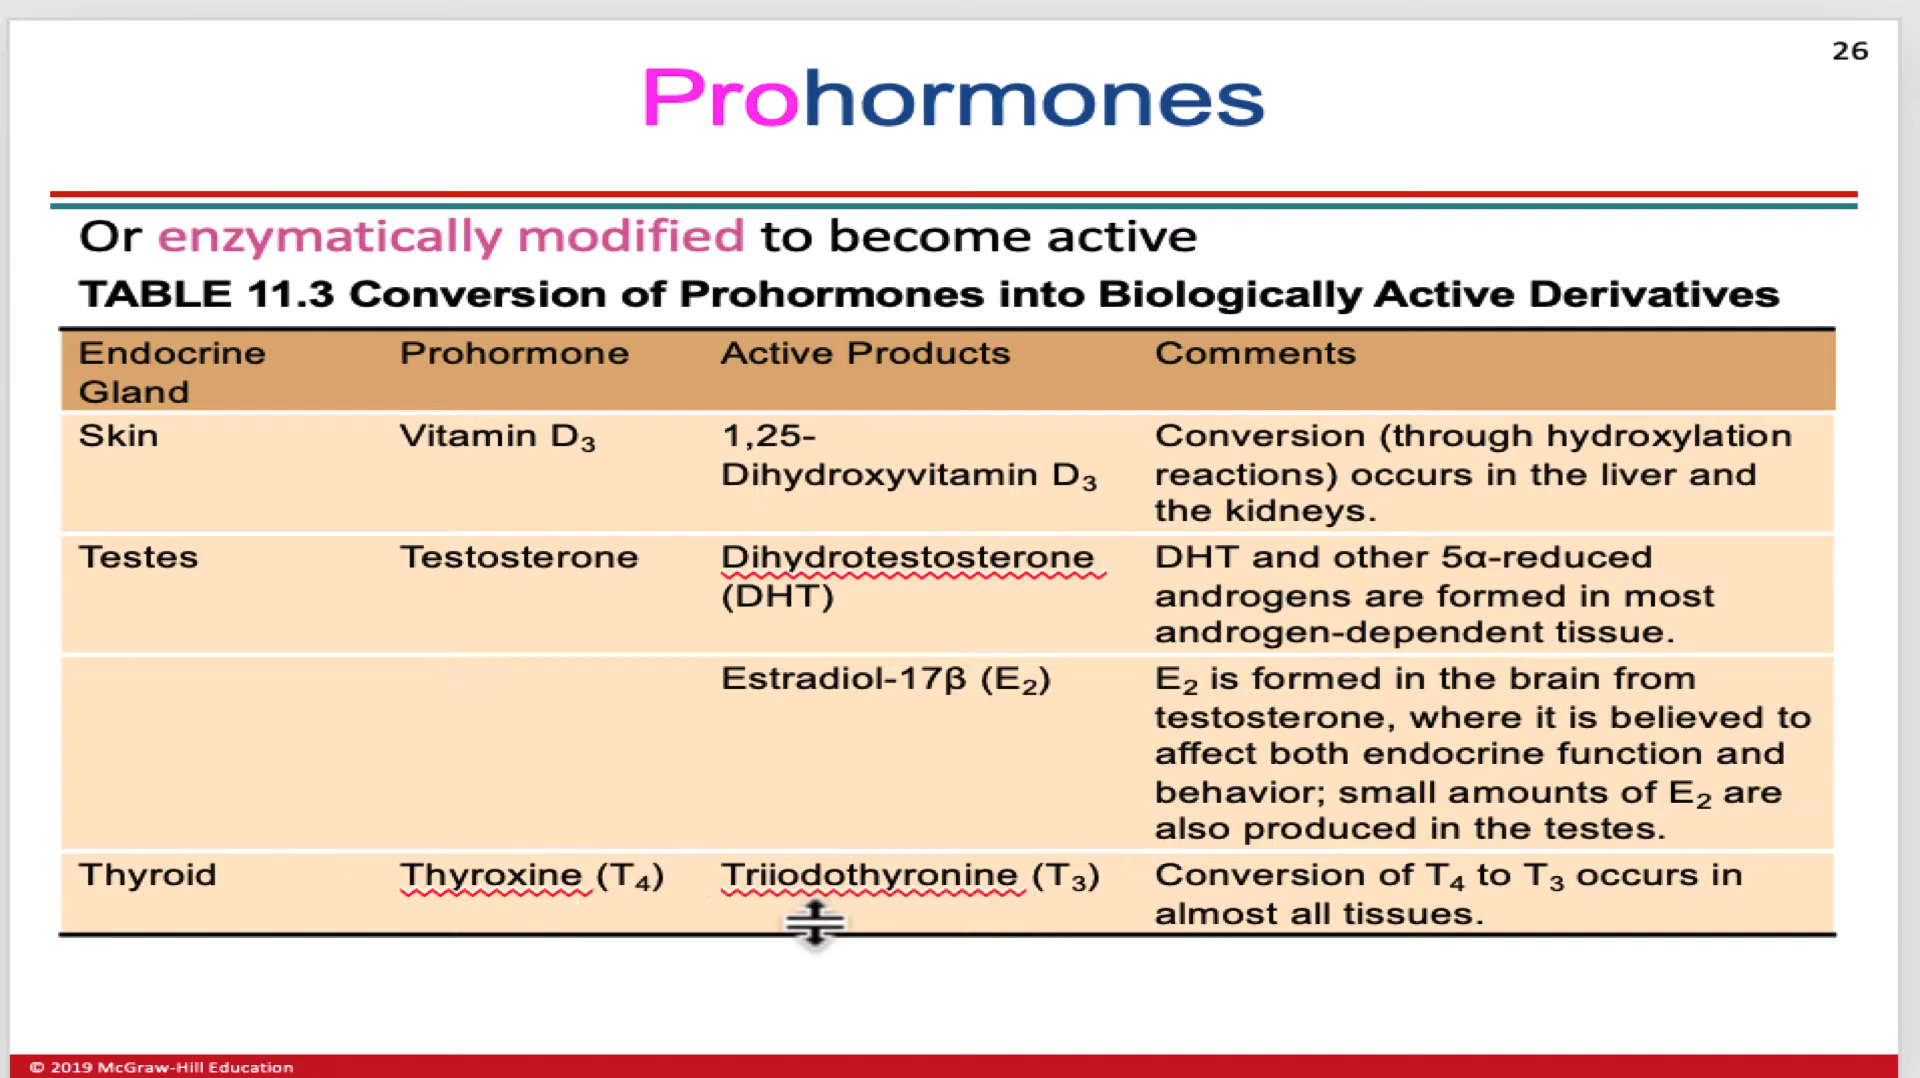 26
Prohormones
Or enzymatically modified to become active
TABLE 11.3 Conversion of Prohormones into Biologically Active Derivatives
Endocrine Gland
Prohormone
Active Products
Comments
Skin
Vitamin D₃
1,25-
Dihydroxyvitamin D₃
Conversion (through hydroxylation
reactions) occurs in the liver and
the kidneys.
Testes
Testosterone
Dihydrotestosterone
(DHT)
DHT and other 5α-reduced
androgens are formed in most
androgen-dependent tissue.
Estradiol-17β (E₂)
E₂ is formed in the brain from
testosterone, where it is believed to
affect both endocrine function and
behavior; small amounts of E₂ are
also produced in the testes.
Thyroid
Thyroxine (T₄)
Triiodothyronine (T₃)
Conversion of T₄ to T₃ occurs in
almost all tissues.
© 2019 McGraw-Hill Education